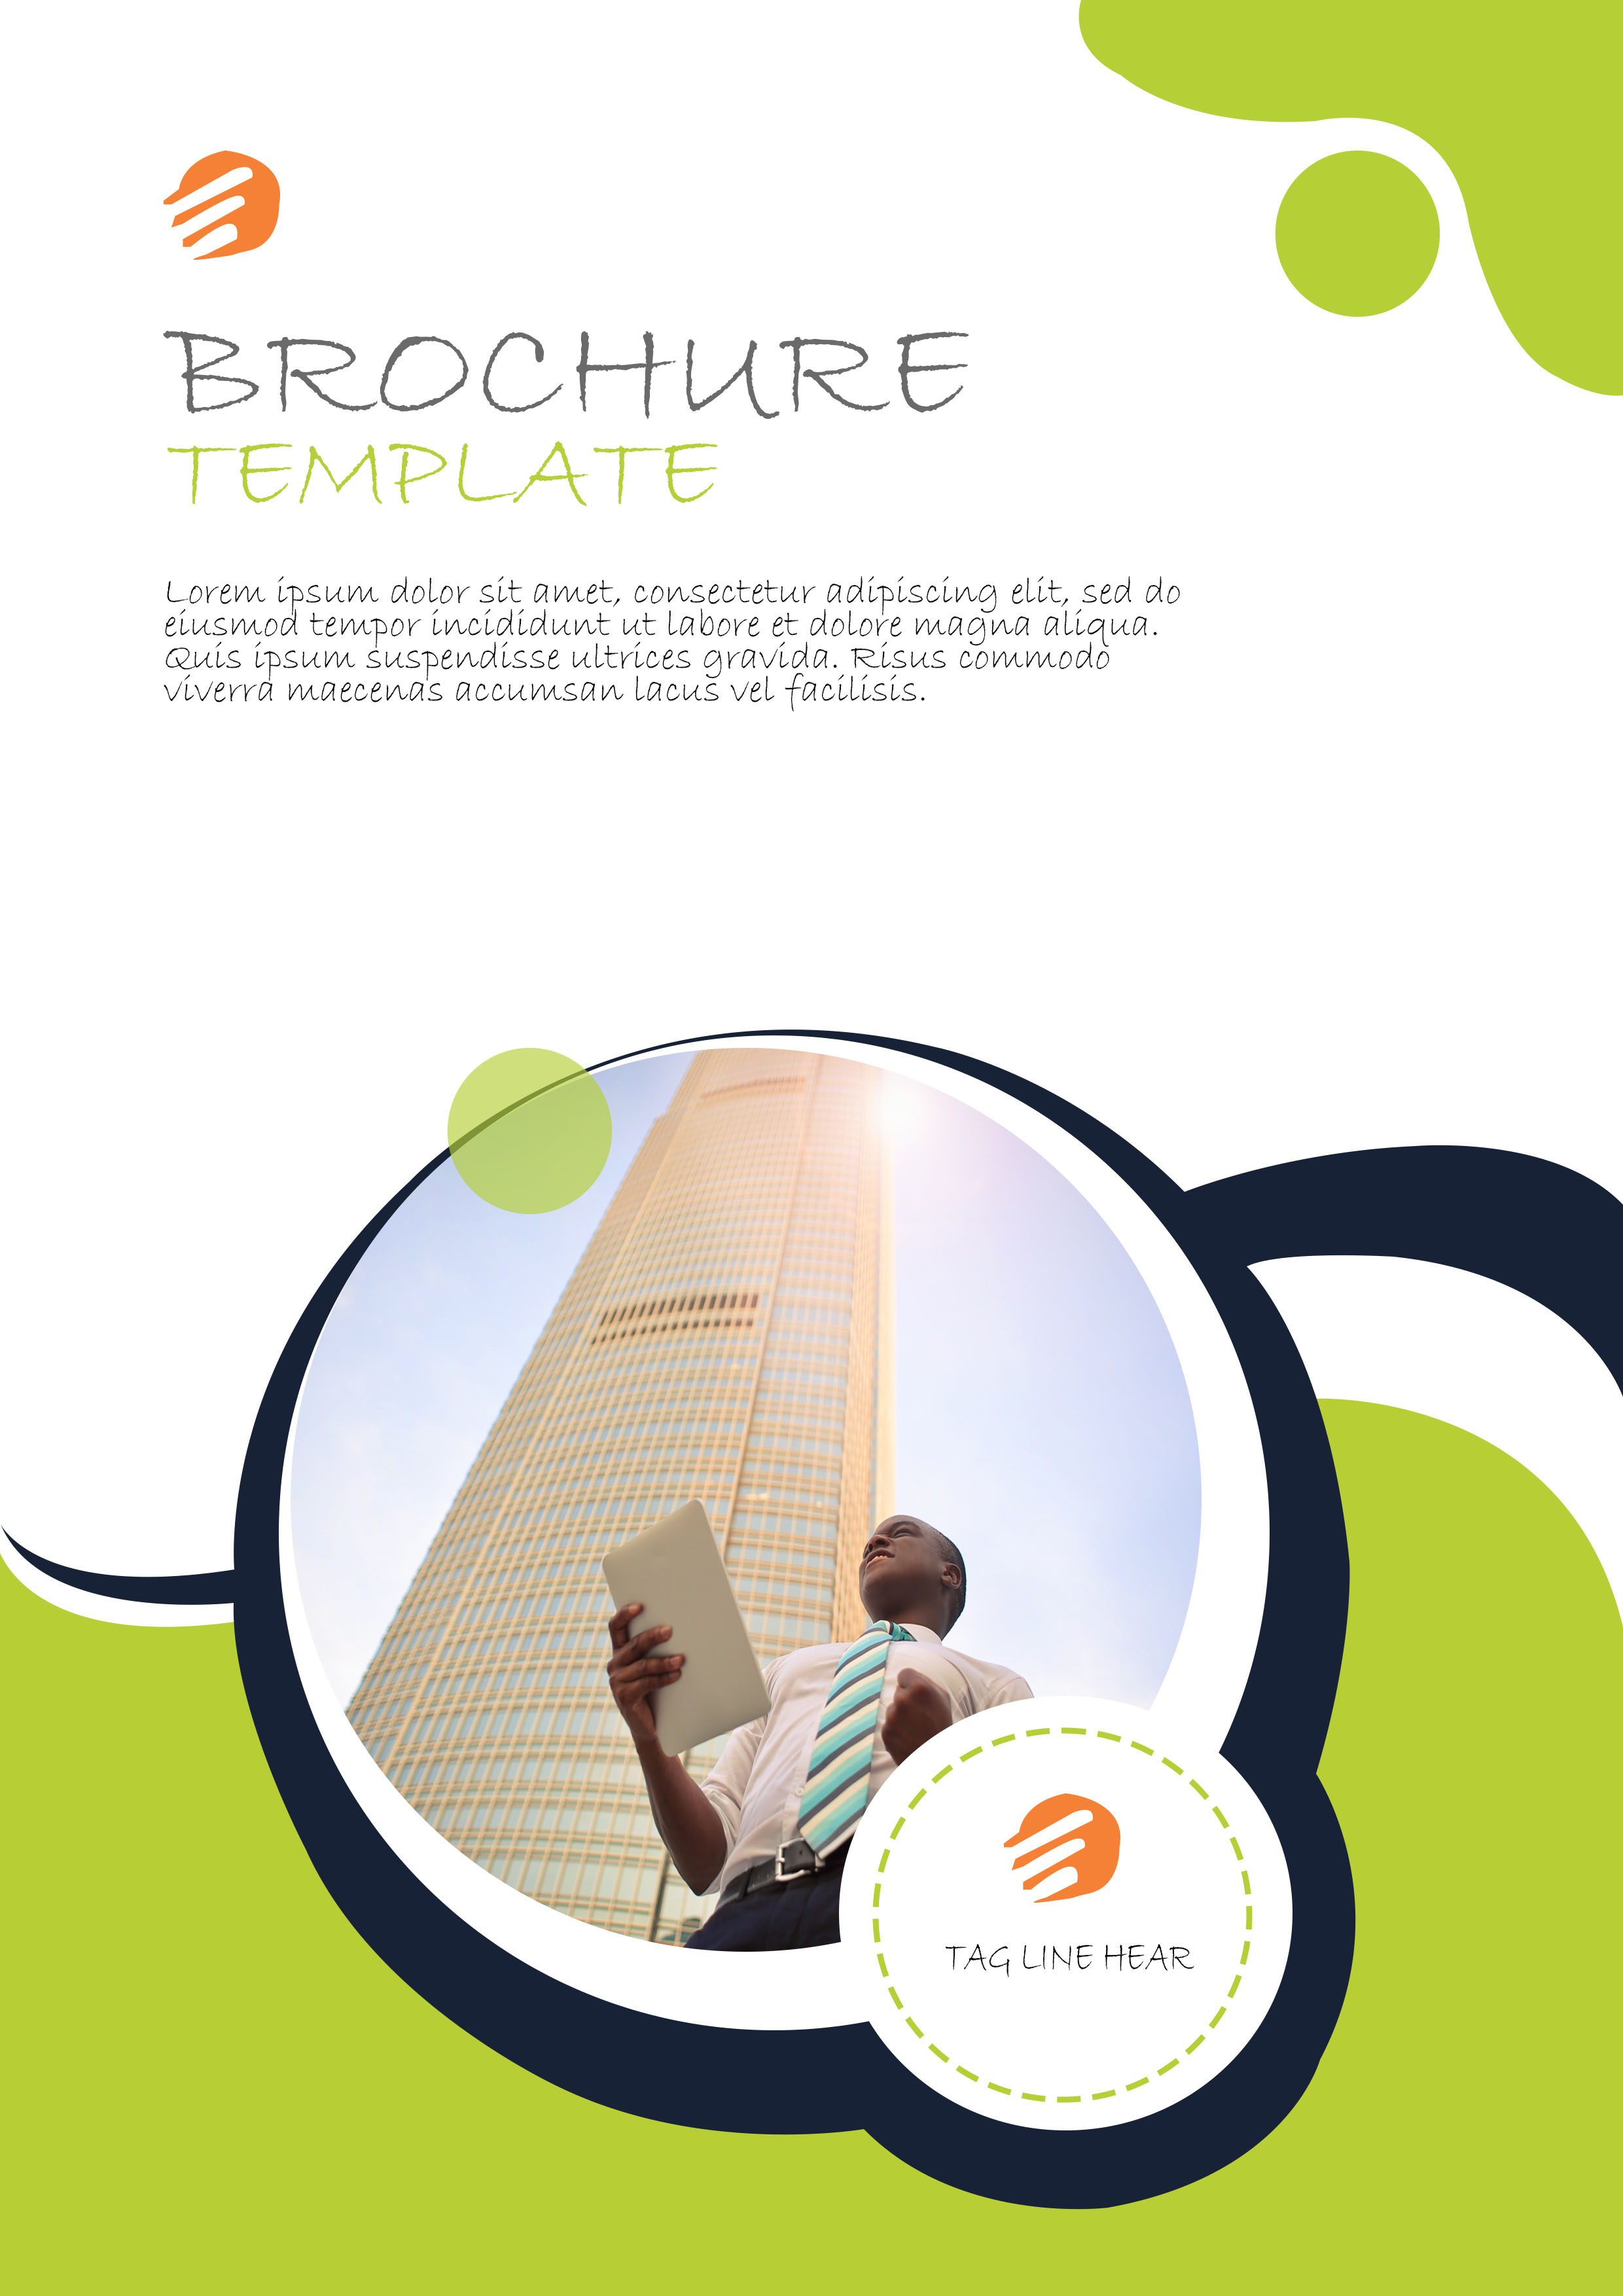 BROCHURE
TEMPLATE
Lorem ipsum dolor sit amet, consectetur adipiscing elit, sed do
eiusmod tempor incididunt ut labore et dolore magna aliqua.
Quis ipsum suspendisse ultrices gravida. Risus commodo
viverra maecenas accumsan lacus vel facilisis.
TAG LINE HEAR